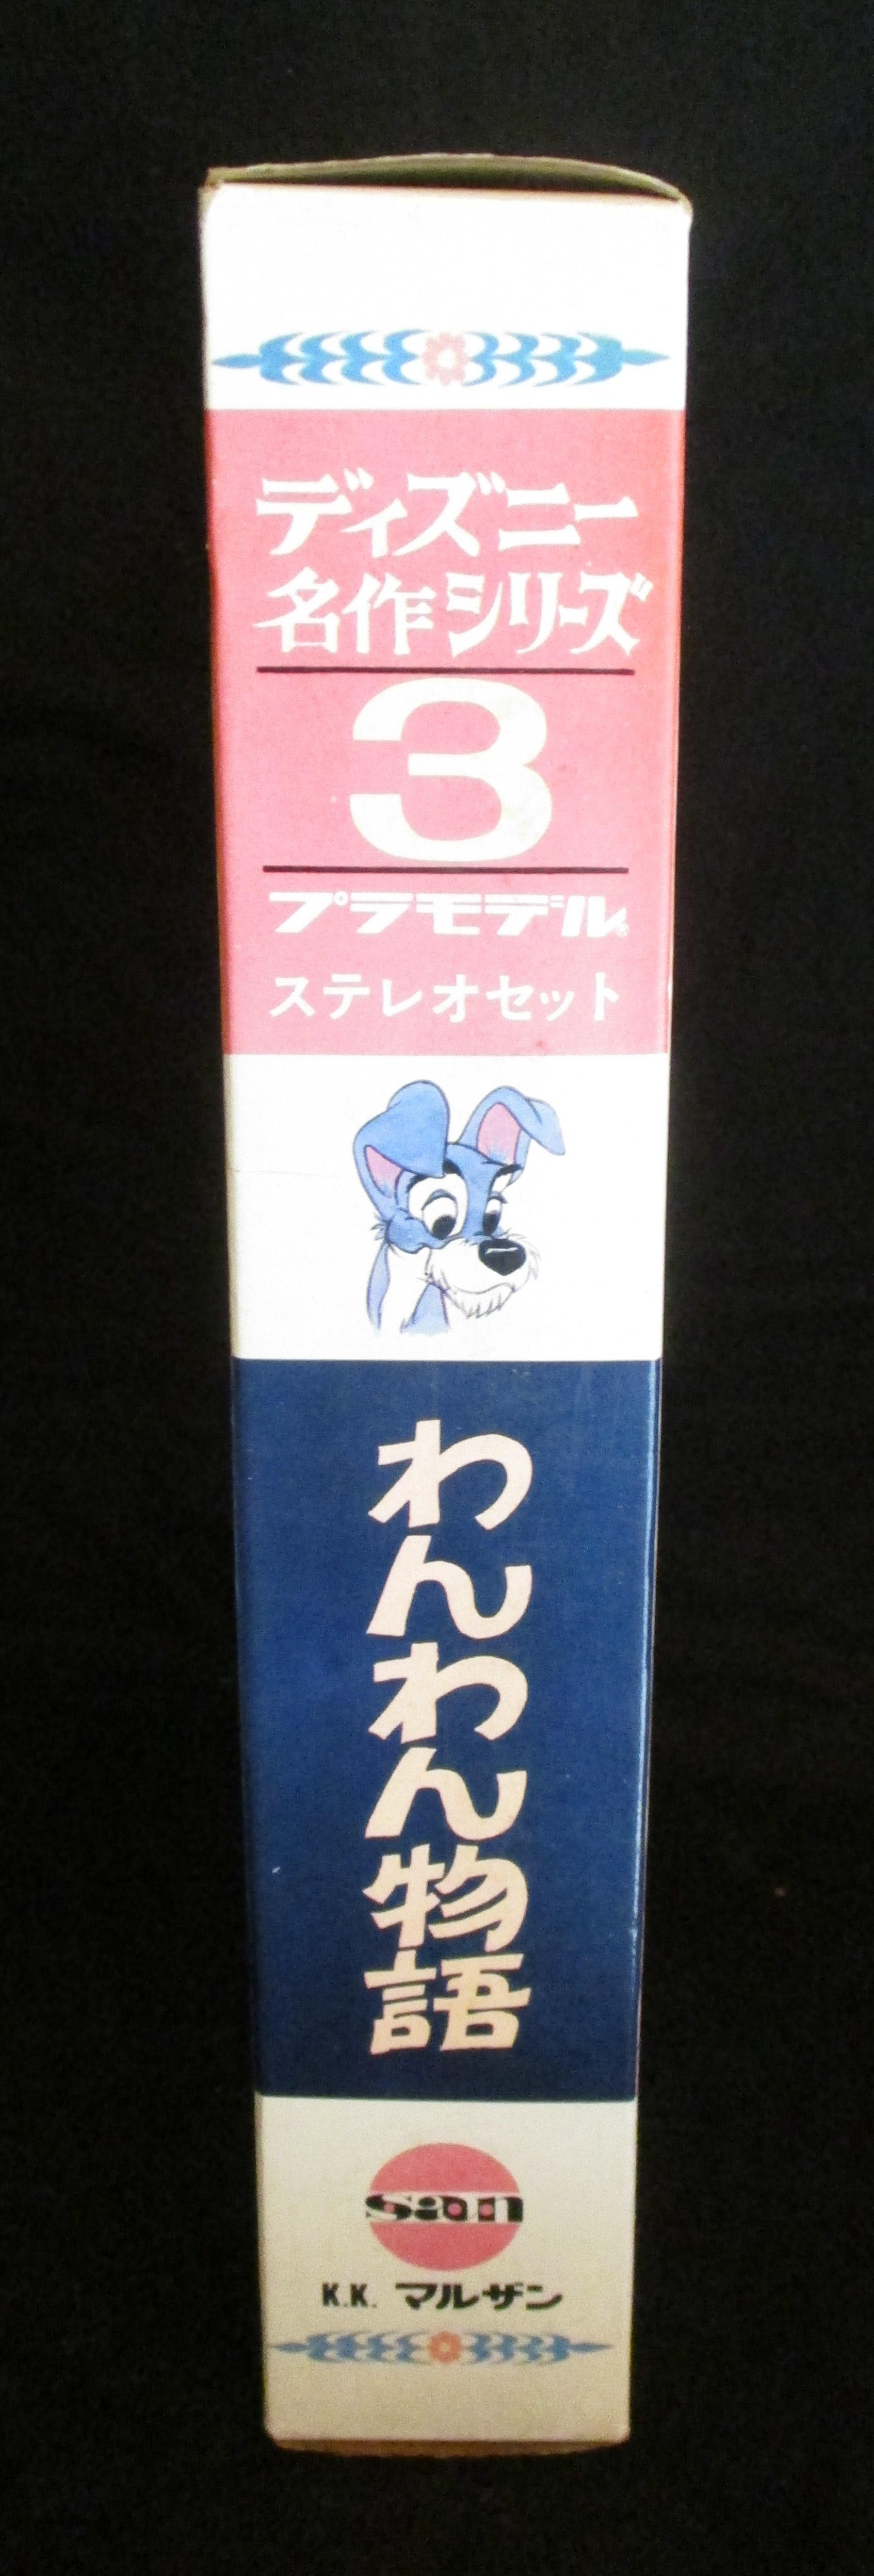 ディズニー
名作シリーズ
3
プラモデル®
ステレオセット
わんわん物語
san
K.K. マルザン